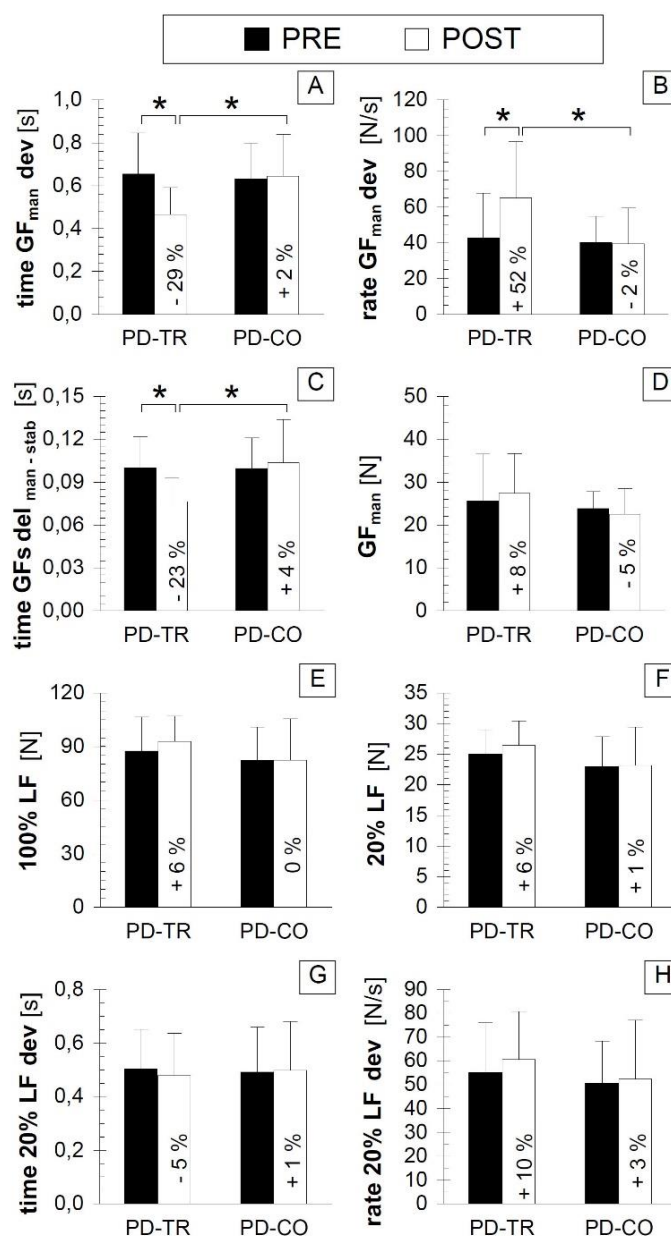 PRE POST
A
time GFman dev [s]
1,0
0,8
0,6
0,4
0,2
0,0
* *
- 29 %
+ 2 %
PD-TR PD-CO
B
rate GFman dev [N/s]
120
100
80
60
40
20
0
* *
+ 52 %
- 2 %
PD-TR PD-CO
C
time GFs del man - stab [s]
0,15
0,12
0,09
0,06
0,03
0,00
* *
- 23 %
+ 4 %
PD-TR PD-CO
D
GFman [N]
50
40
30
20
10
0
+ 8 %
- 5 %
PD-TR PD-CO
E
100% LF [N]
120
90
60
30
0
+ 6 %
0 %
PD-TR PD-CO
F
20% LF [N]
35
30
25
20
15
10
5
0
+ 6 %
+ 1 %
PD-TR PD-CO
G
time 20% LF dev [s]
0,8
0,6
0,4
0,2
0,0
- 5 %
+ 1 %
PD-TR PD-CO
H
rate 20% LF dev [N/s]
90
80
70
60
50
40
30
20
10
0
+ 10 %
+ 3 %
PD-TR PD-CO